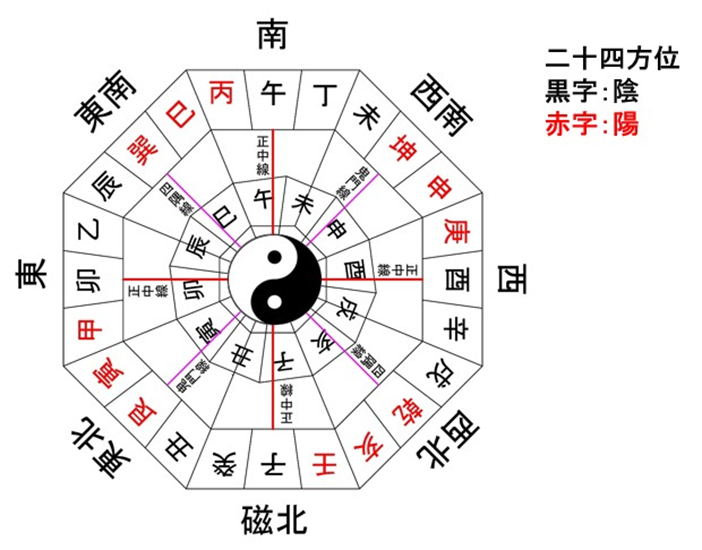 二十四方位
黒字：陰
赤字：陽
南
西南
西
西北
磁北
東北
東
東南
丙
午
丁
未
坤
申
庚
酉
辛
戌
乾
亥
壬
子
癸
丑
艮
寅
甲
卯
乙
辰
巽
巳
正中線
鬼門線
正中線
四隅線
正中線
鬼門線
正中線
四隅線
午
未
申
酉
戌
亥
子
丑
寅
卯
辰
巳